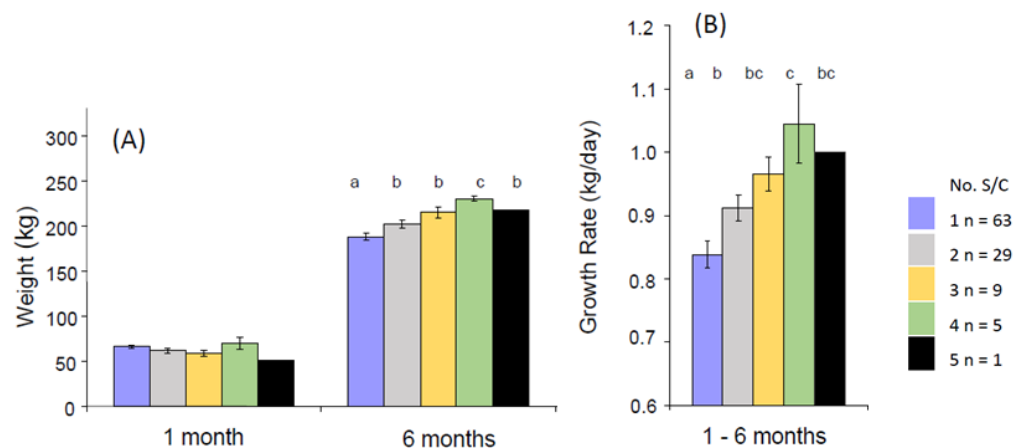 (A)
Weight (kg)
300
250
200
150
100
50
0
a b b c b
1 month 6 months
(B)
Growth Rate (kg/day)
1.2
1.1
1.0
0.9
0.8
0.7
0.6
a b bc c bc
1 - 6 months
No. S/C
1 n = 63
2 n = 29
3 n = 9
4 n = 5
5 n = 1